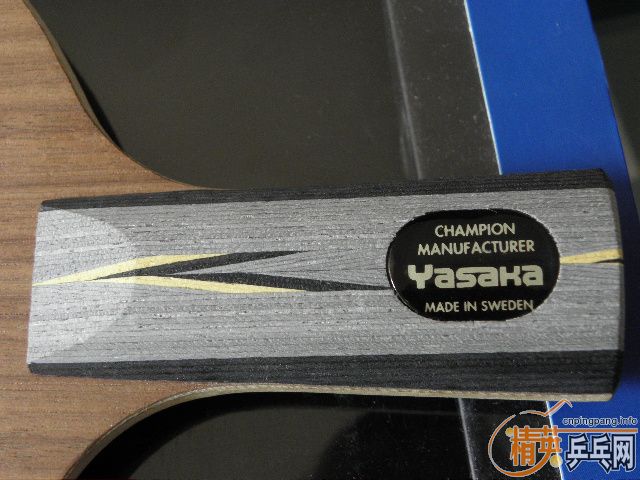 CHAMPION
MANUFACTURER
Yasaka
MADE IN SWEDEN
cnpingpang.info
精英乒乓网